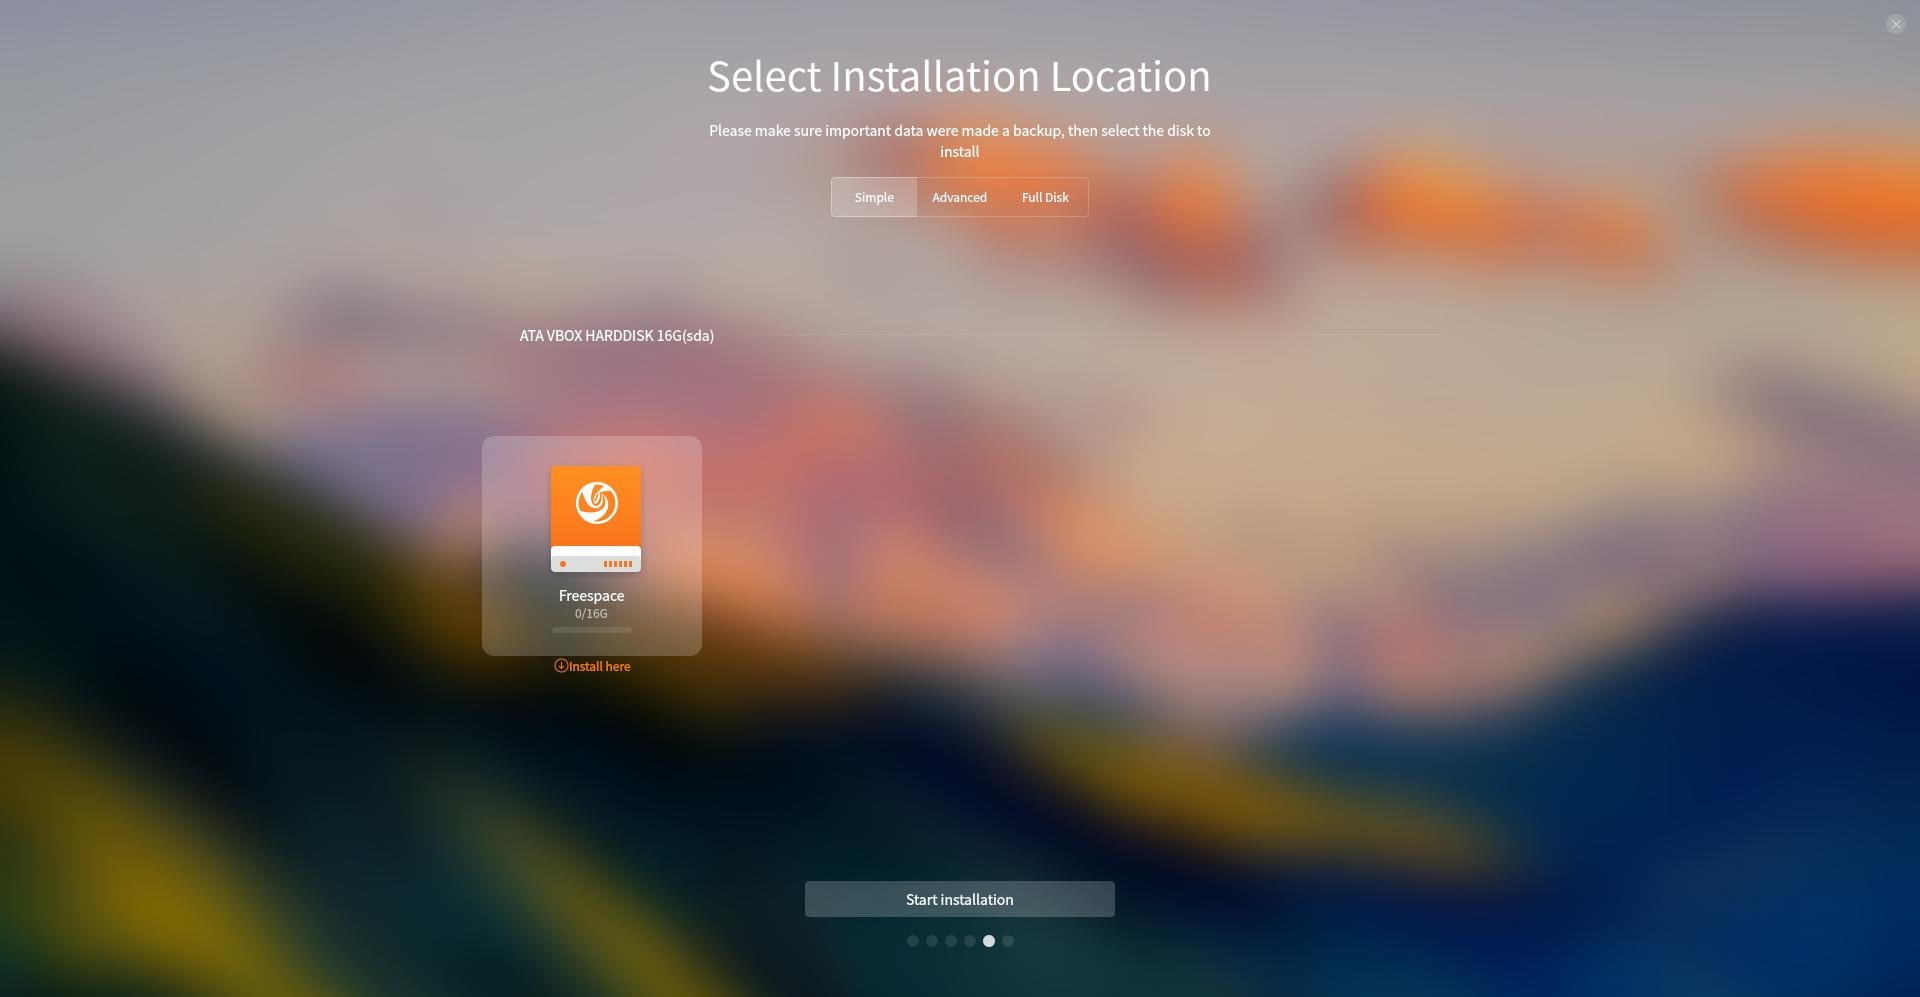 Select Installation Location
Please make sure important data were made a backup, then select the disk to
install
Simple Advanced Full Disk
ATA VBOX HARDDISK 16G(sda)
Freespace
0/16G
Install here
Start installation